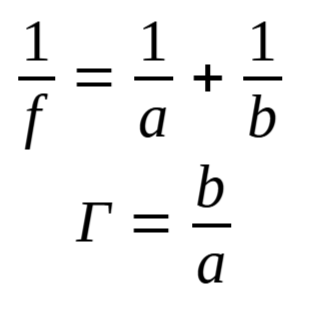 1/f = 1/a + 1/b
Γ = b/a